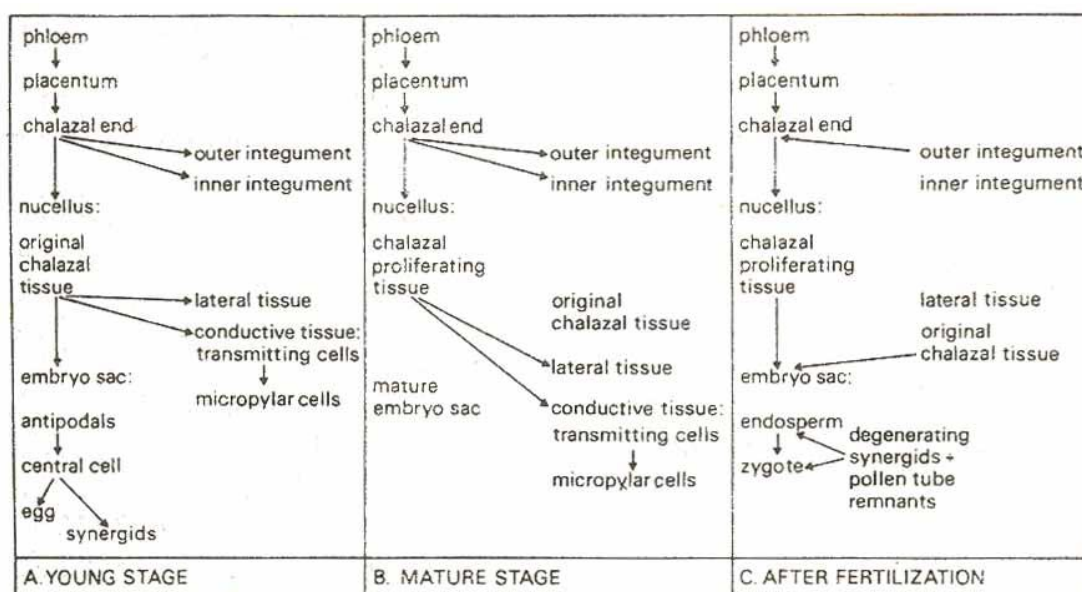 phloem
placentum
chalazal end
outer integument
inner integument
nucellus:
original
chalazal
tissue
lateral tissue
conductive tissue:
transmitting cells
embryo sac:
micropylar cells
antipodals
central cell
egg
synergids
A. YOUNG STAGE
phloem
placentum
chalazal end
outer integument
inner integument
nucellus:
chalazal
proliferating
tissue
original
chalazal tissue
lateral tissue
mature
embryo sac
conductive tissue:
transmitting cells
micropylar cells
B. MATURE STAGE
phloem
placentum
chalazal end
outer integument
inner integument
nucellus:
chalazal
proliferating
tissue
lateral tissue
original
chalazal tissue
embryo sac:
endosperm
zygote
degenerating
synergids +
pollen tube
remnants
C. AFTER FERTILIZATION